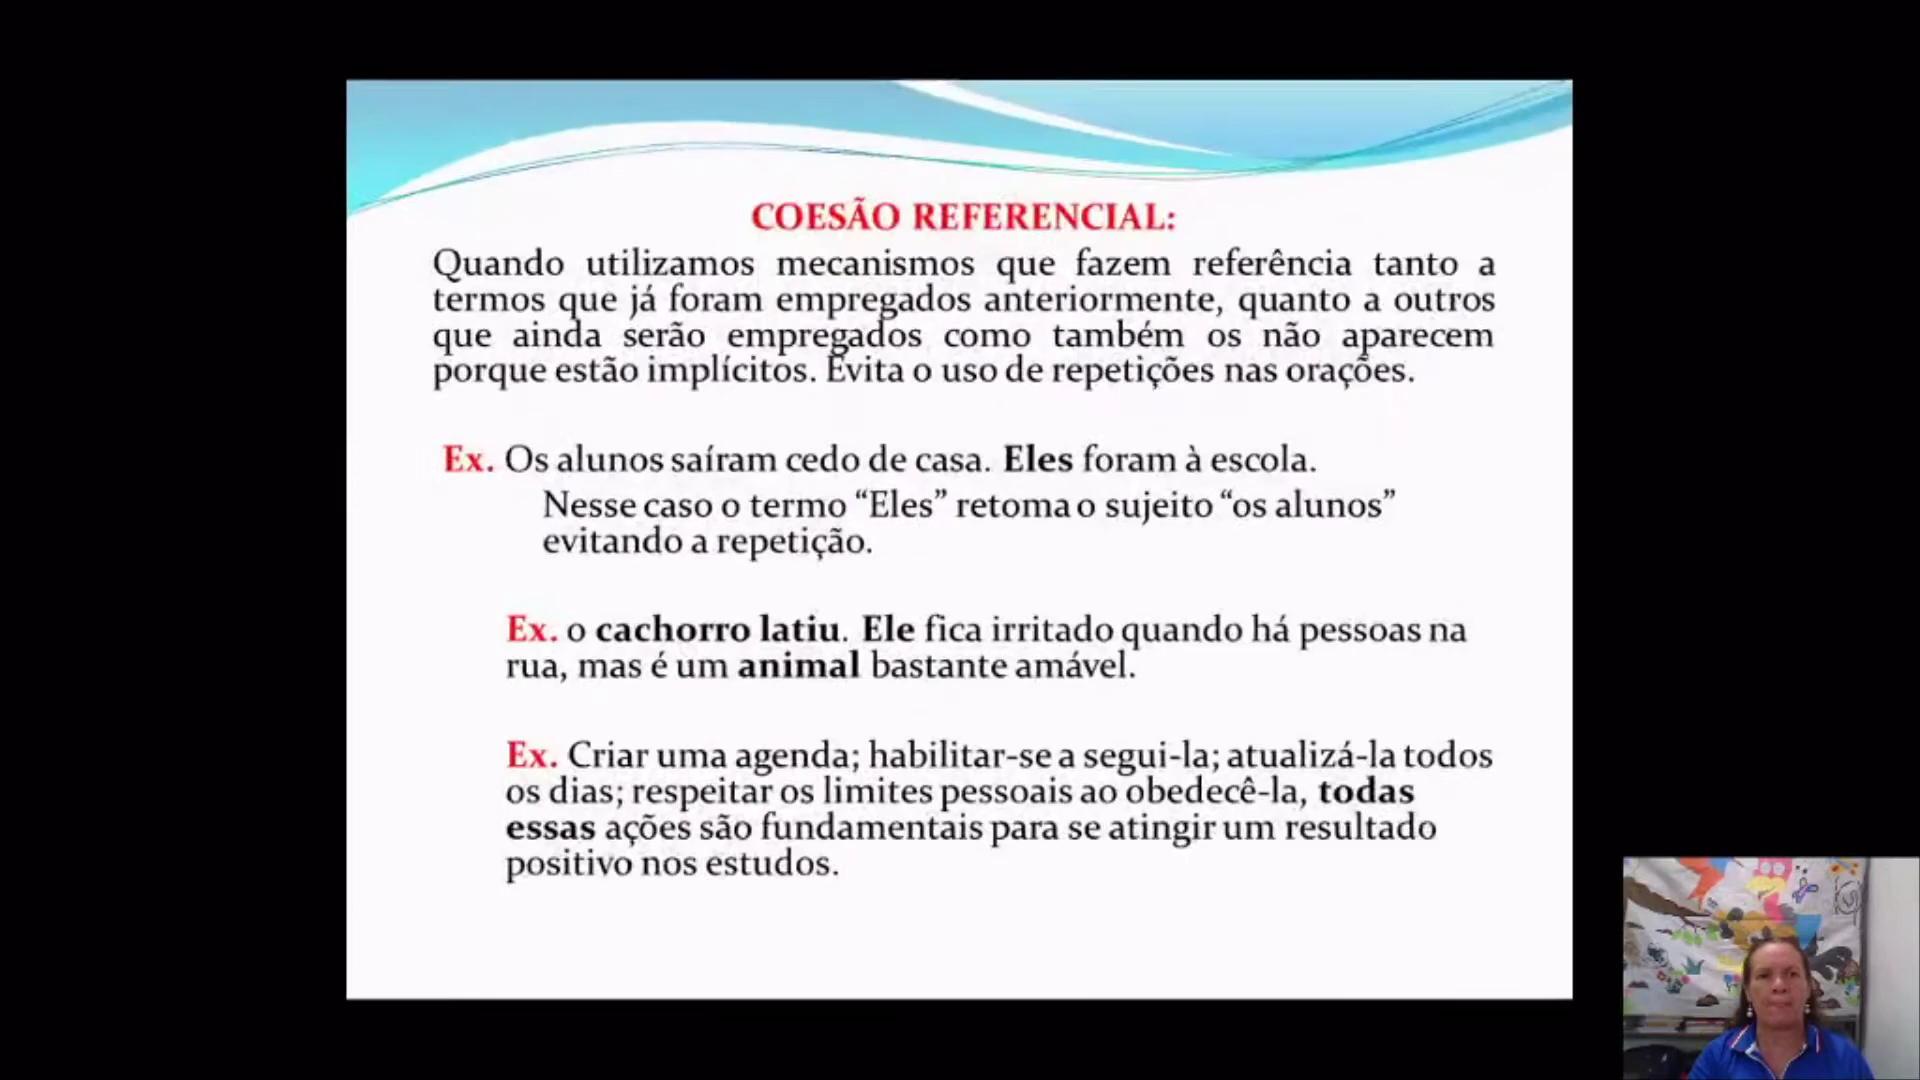 COESÃO REFERENCIAL:
Quando utilizamos mecanismos que fazem referência tanto a
termos que já foram empregados anteriormente, quanto a outros
que ainda serão empregados como também os não aparecem
porque estão implícitos. Evita o uso de repetições nas orações.
Ex. Os alunos saíram cedo de casa. Eles foram à escola.
Nesse caso o termo “Eles” retoma o sujeito “os alunos”
evitando a repetição.
Ex. o cachorro latiu. Ele fica irritado quando há pessoas na
rua, mas é um animal bastante amável.
Ex. Criar uma agenda; habilitar-se a segui-la; atualizá-la todos
os dias; respeitar os limites pessoais ao obedecê-la, todas
essas ações são fundamentais para se atingir um resultado
positivo nos estudos.